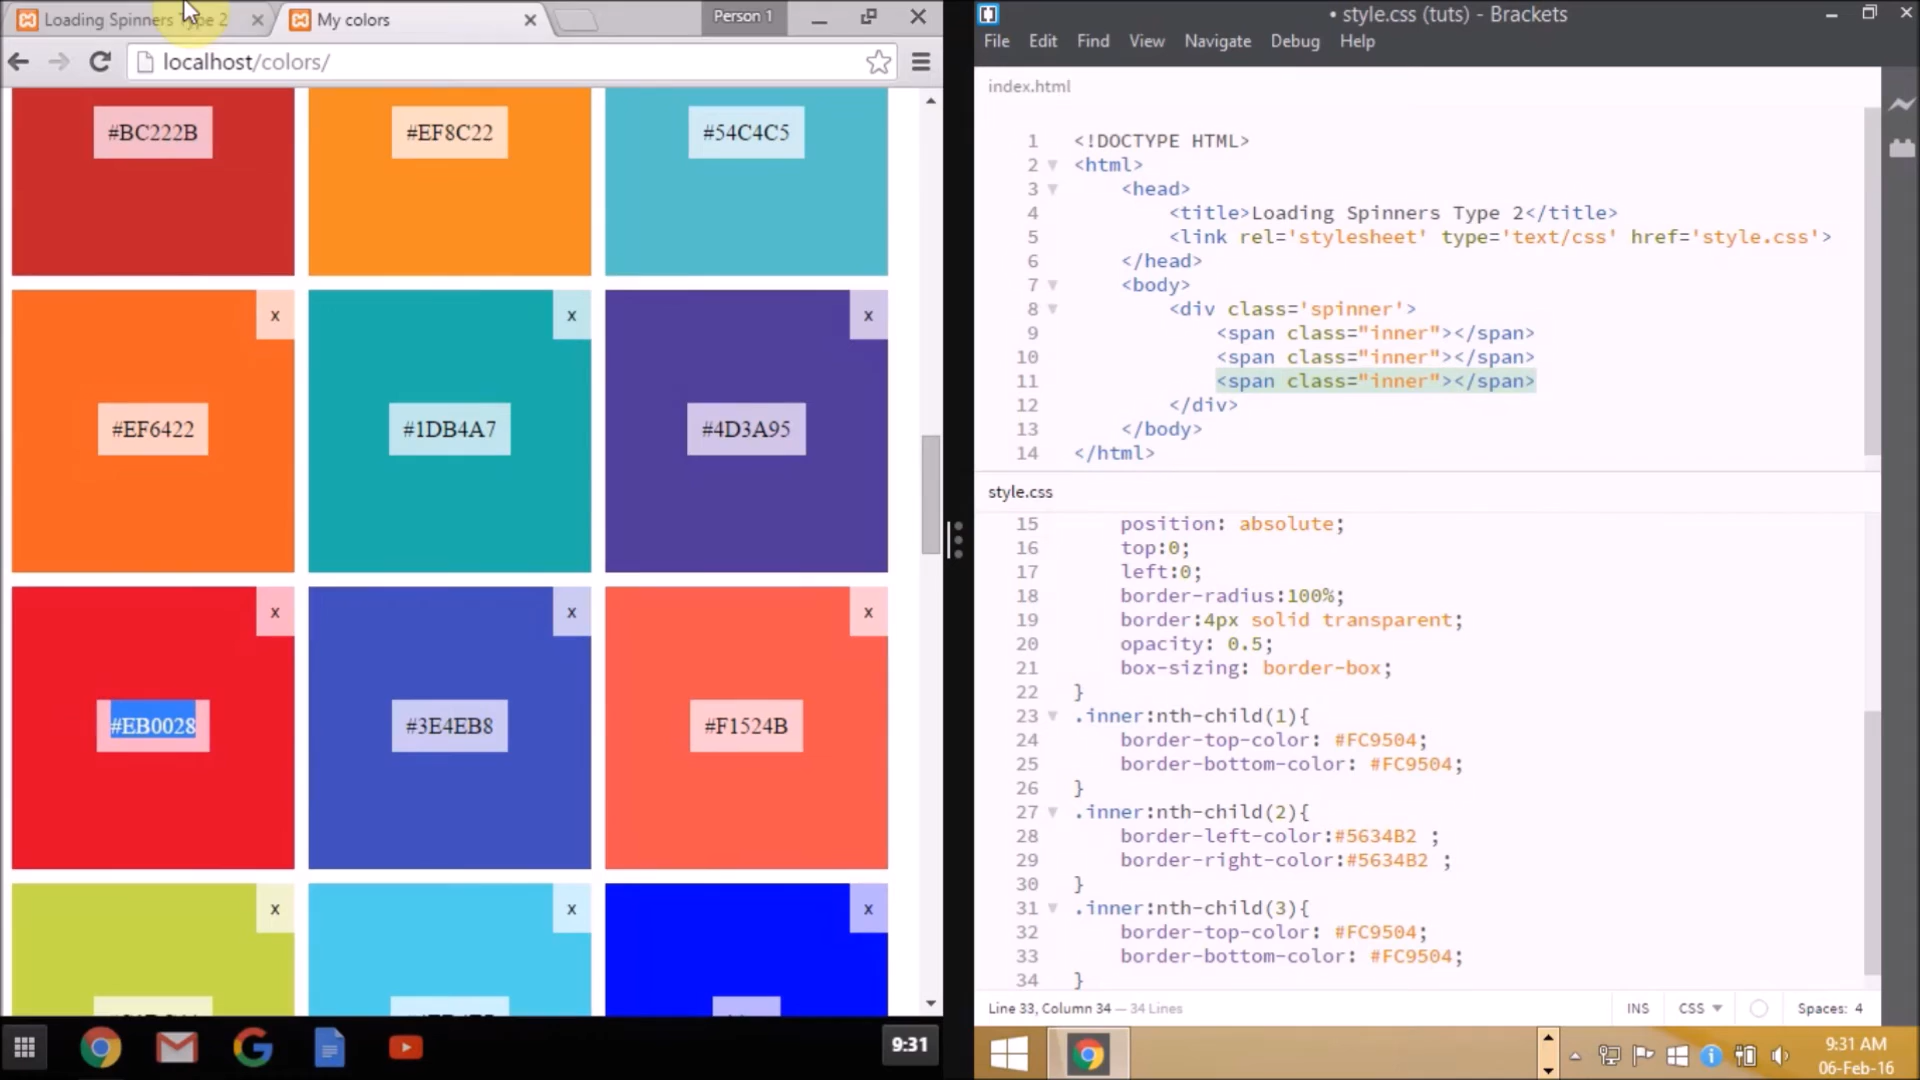 Loading Spinners Type 2
My colors
Person 1
localhost/colors/
#BC222B
#EF8C22
#54C4C5
x
x
x
#EF6422
#1DB4A7
#4D3A95
x
x
x
#EB0028
#3E4EB8
#F1524B
x
x
x
9:31
• style.css (tuts) - Brackets
File Edit Find View Navigate Debug Help
index.html
1 <!DOCTYPE HTML>
2 <html>
3 <head>
4 <title>Loading Spinners Type 2</title>
5 <link rel='stylesheet' type='text/css' href='style.css'>
6 </head>
7 <body>
8 <div class='spinner'>
9 <span class="inner"></span>
10 <span class="inner"></span>
11 <span class="inner"></span>
12 </div>
13 </body>
14 </html>
style.css
15 position: absolute;
16 top:0;
17 left:0;
18 border-radius:100%;
19 border:4px solid transparent;
20 opacity: 0.5;
21 box-sizing: border-box;
22 }
23 .inner:nth-child(1){
24 border-top-color: #FC9504;
25 border-bottom-color: #FC9504;
26 }
27 .inner:nth-child(2){
28 border-left-color:#5634B2 ;
29 border-right-color:#5634B2 ;
30 }
31 .inner:nth-child(3){
32 border-top-color: #FC9504;
33 border-bottom-color: #FC9504;
34 }
Line 33, Column 34 — 34 Lines
INS CSS Spaces: 4
9:31 AM
06-Feb-16